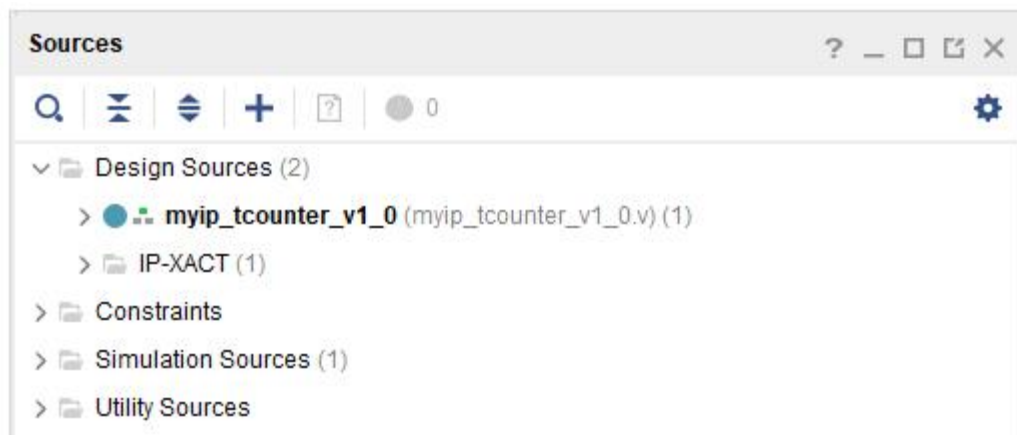 Sources
?
? 0
Design Sources (2)
myip_tcounter_v1_0 (myip_tcounter_v1_0.v) (1)
IP-XACT (1)
Constraints
Simulation Sources (1)
Utility Sources